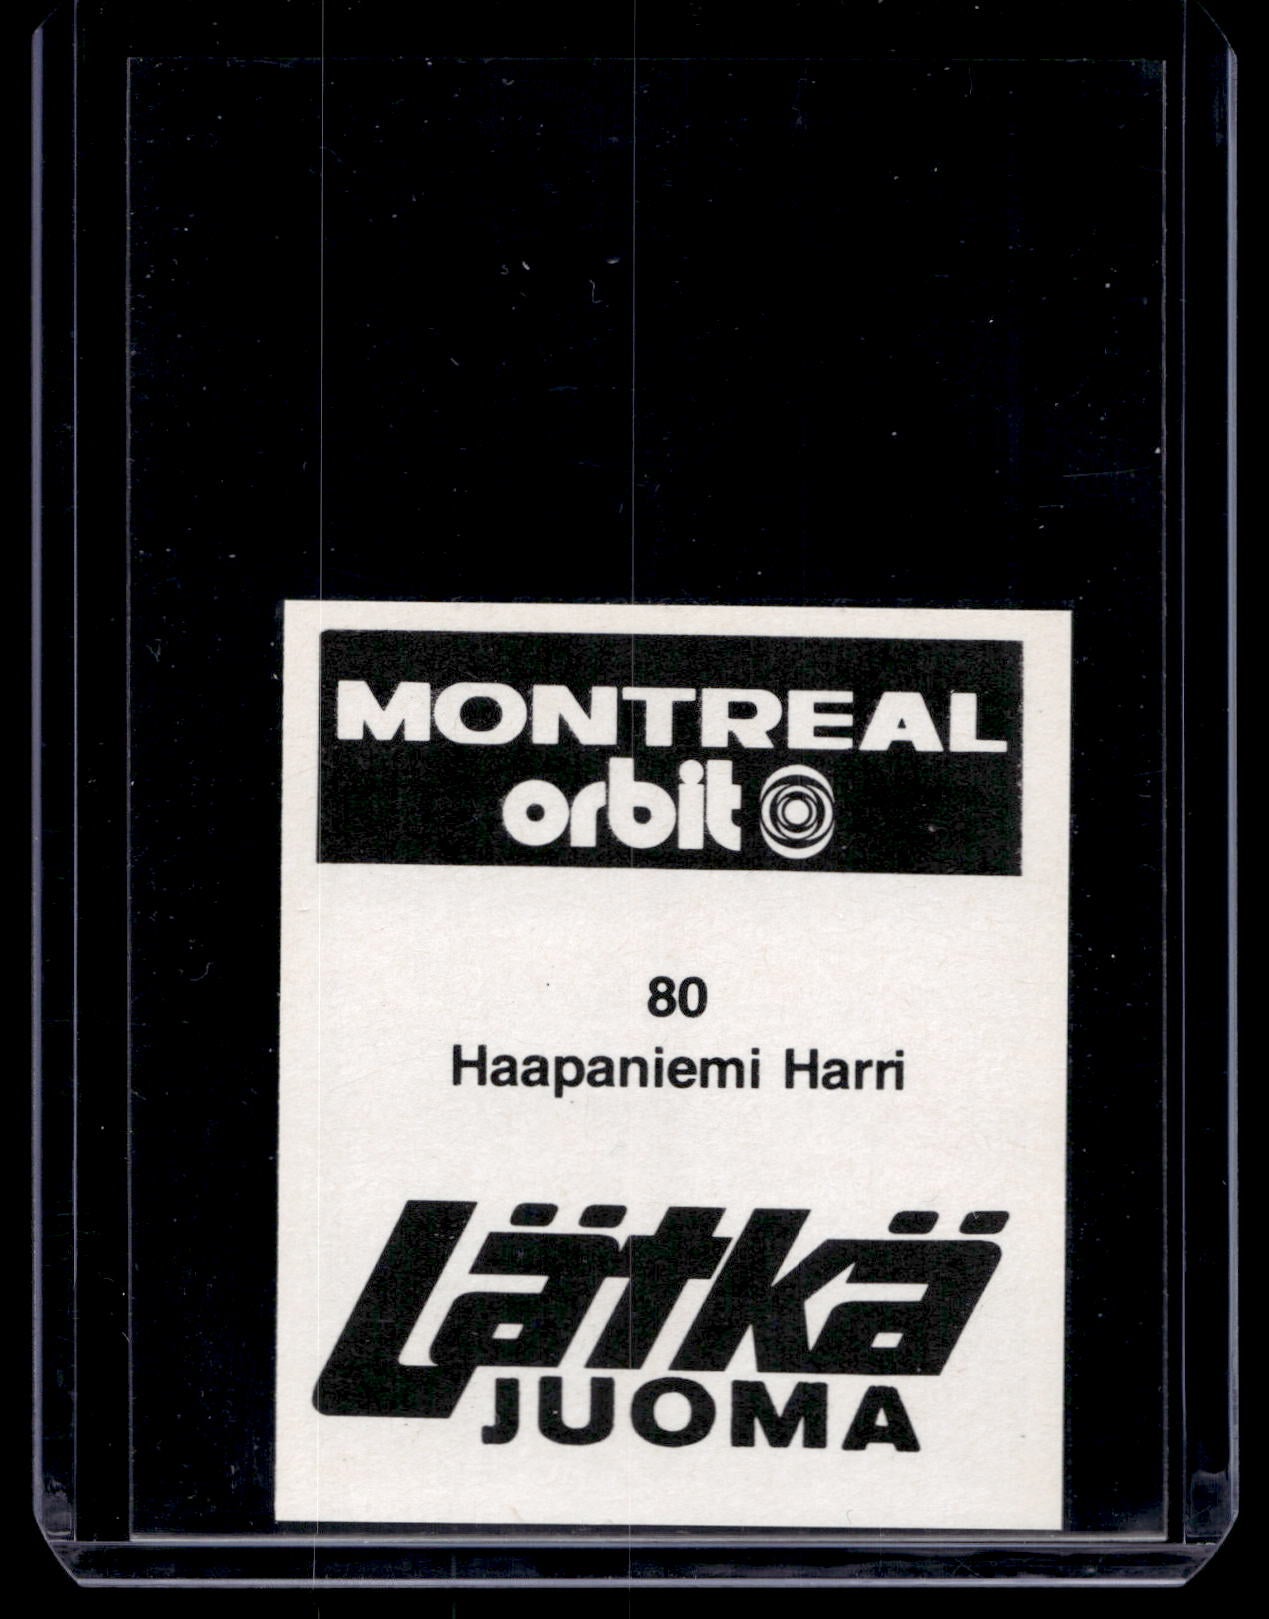 MONTREAL
orbit
80
Haapaniemi Harri
Lätkä
JUOMA